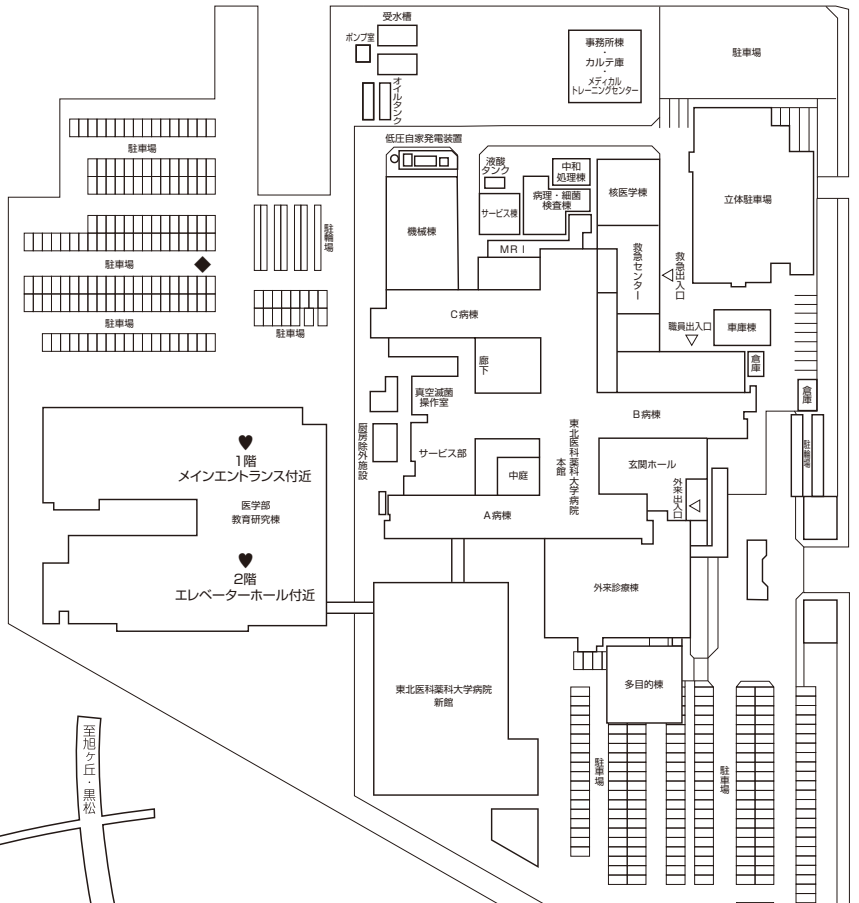 受水槽
ポンプ室
オイルタンク
事務所棟
・
カルテ庫
・
メディカル
トレーニングセンター
駐車場
駐車場
低圧自家発電装置
液酸
タンク
中和
処理棟
核医学棟
病理・細菌
検査棟
サービス棟
立体駐車場
機械棟
駐輪場
MRI
救急センター
救急出入口
駐車場
C病棟
職員出入口
車庫棟
駐車場
駐車場
廊下
倉庫
真空滅菌
操作室
倉庫
B病棟
厨房除外施設
東北医科薬科大学病院
本館
1階
メインエントランス付近
サービス部
玄関ホール
駐輪場
中庭
外来出入口
医学部
教育研究棟
A病棟
2階
エレベーターホール付近
外来診療棟
東北医科薬科大学病院
新館
多目的棟
至旭ヶ丘・黒松
駐車場
駐車場